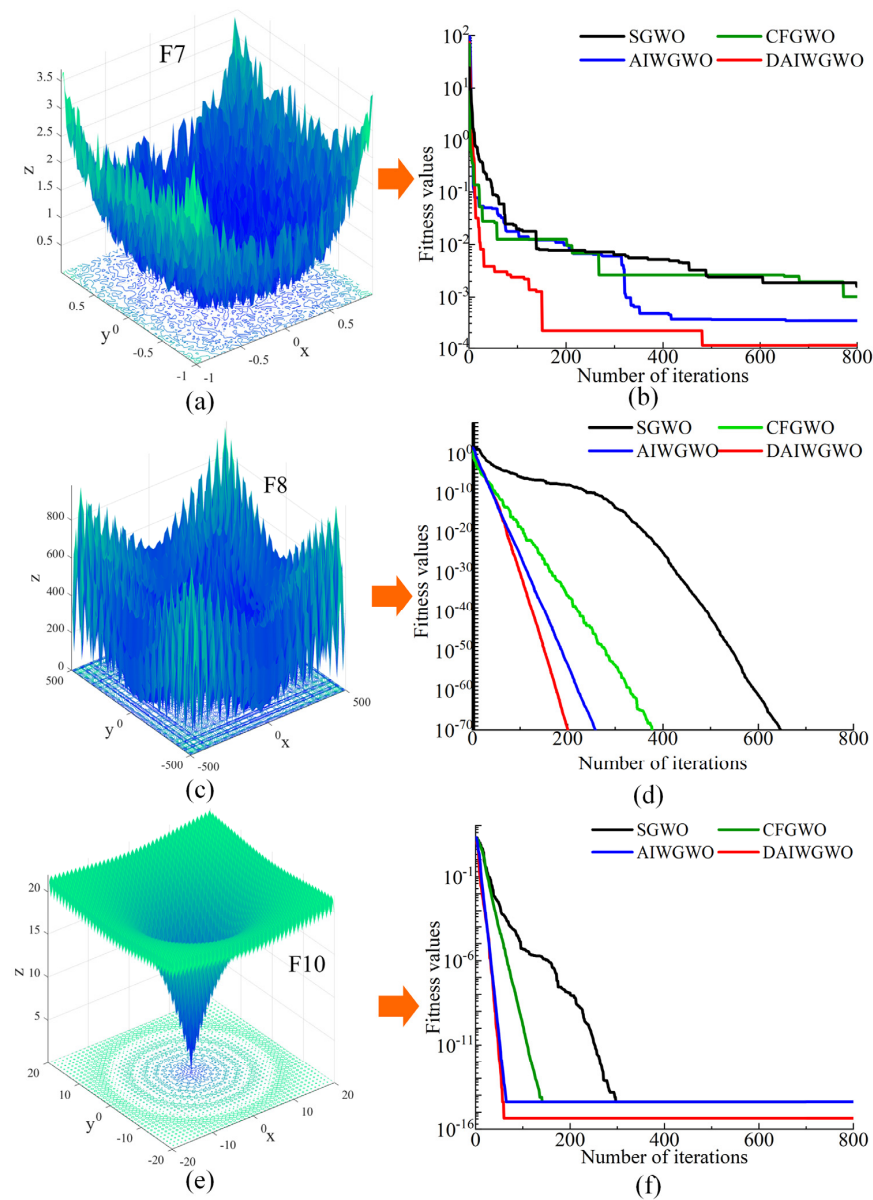 F7
3.5
3
2.5
2
1.5
1
0.5
z
0.5
y 0
-0.5
-1
-1
-0.5
0
x
0.5
(a)
SGWO CFGWO
AIWGWO DAIWGWO
10^2
10^0
10^-1
10^-2
10^-3
10^-4
Fitness values
0 200 400 600 800
Number of iterations
(b)
F8
800
600
400
200
0
z
500
y 0
-500
-500
0
x
500
(c)
SGWO CFGWO
AIWGWO DAIWGWO
10^0
10^-10
10^-20
10^-30
10^-40
10^-50
10^-60
10^-70
Fitness values
0 200 400 600 800
Number of iterations
(d)
F10
20
15
10
5
z
20
10
y 0
-10
-20
-20
-10
0
x
10
20
(e)
SGWO CFGWO
AIWGWO DAIWGWO
10^-1
10^-6
10^-11
10^-16
Fitness values
0 200 400 600 800
Number of iterations
(f)